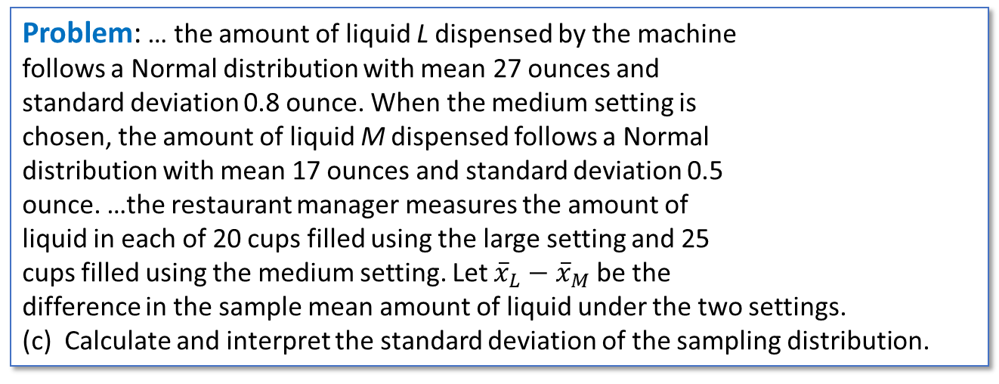 Problem: … the amount of liquid L dispensed by the machine
follows a Normal distribution with mean 27 ounces and
standard deviation 0.8 ounce. When the medium setting is
chosen, the amount of liquid M dispensed follows a Normal
distribution with mean 17 ounces and standard deviation 0.5
ounce. …the restaurant manager measures the amount of
liquid in each of 20 cups filled using the large setting and 25
cups filled using the medium setting. Let x̄_L − x̄_M be the
difference in the sample mean amount of liquid under the two settings.
(c) Calculate and interpret the standard deviation of the sampling distribution.